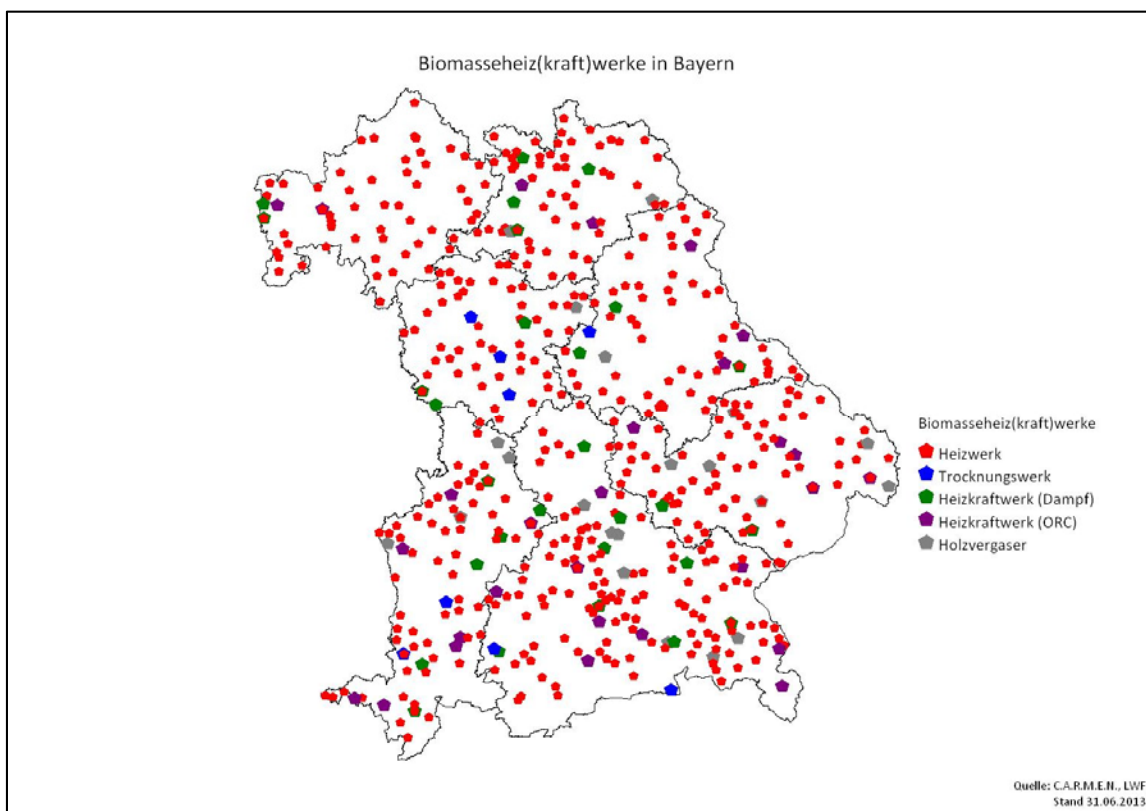 Biomasseheiz(kraft)werke in Bayern
Biomasseheiz(kraft)werke
Heizwerk
Trocknungswerk
Heizkraftwerk (Dampf)
Heizkraftwerk (ORC)
Holzvergaser
Quelle: C.A.R.M.E.N., LWF
Stand 31.06.2013